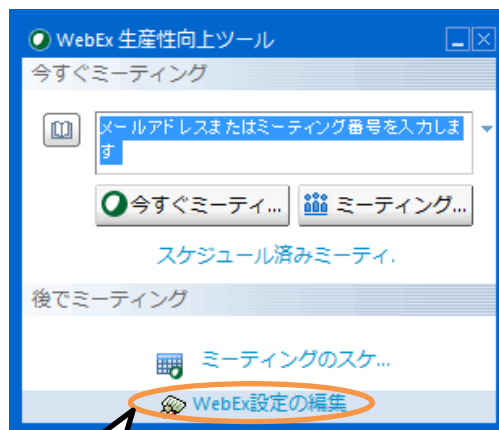 WebEx 生産性向上ツール
今すぐミーティング
メールアドレスまたはミーティング番号を入力しま
す
今すぐミーティ... ミーティング...
スケジュール済みミーティ.
後でミーティング
ミーティングのスケ...
WebEx設定の編集